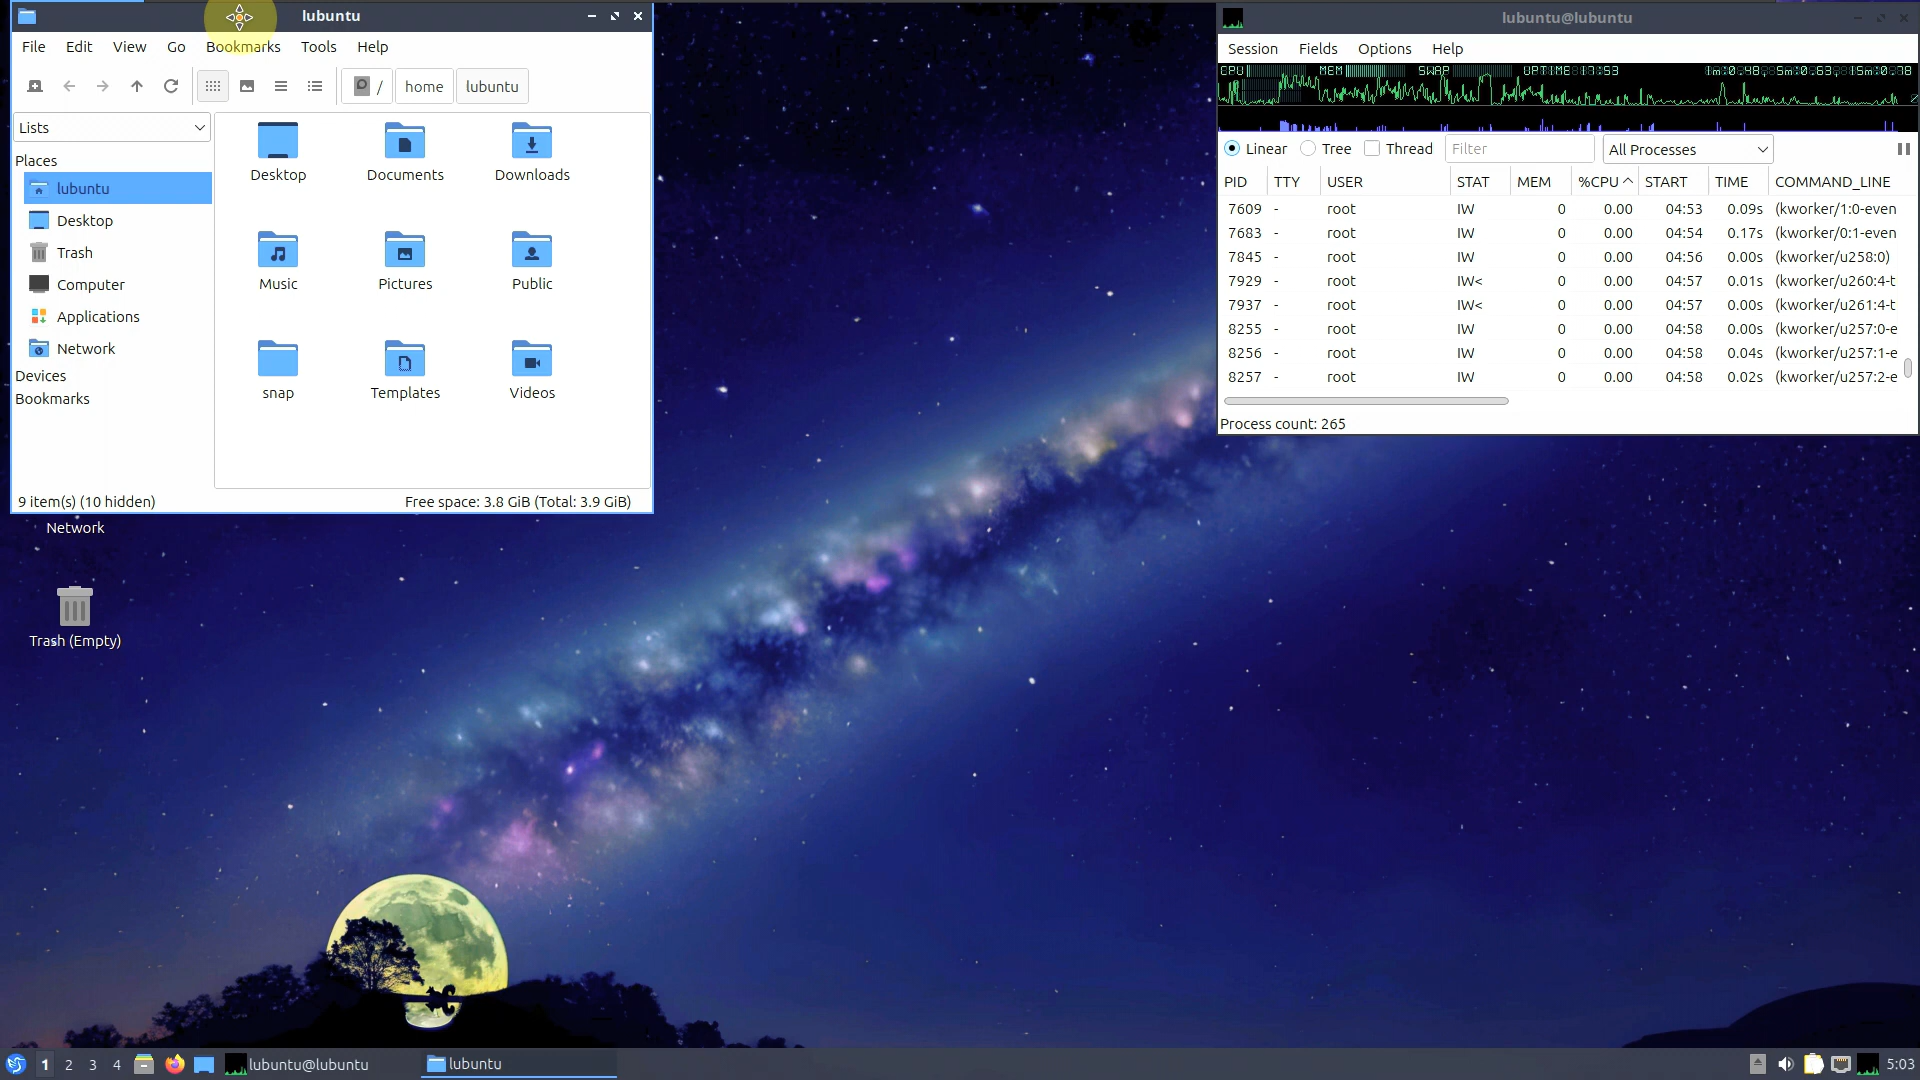 lubuntu
File Edit View Go Bookmarks Tools Help
/ home lubuntu
Lists
Places
lubuntu
Desktop
Trash
Computer
Applications
Network
Devices
Bookmarks
Desktop Documents Downloads
Music Pictures Public
snap Templates Videos
9 item(s) (10 hidden) Free space: 3.8 GiB (Total: 3.9 GiB)
Network
Trash (Empty)
lubuntu@lubuntu
Session Fields Options Help
CPU MEM SWAP UPTIME
Linear Tree Thread Filter All Processes
PID TTY USER STAT MEM %CPU START TIME COMMAND_LINE
7609 - root IW 0 0.00 04:53 0.09s (kworker/1:0-even
7683 - root IW 0 0.00 04:54 0.17s (kworker/0:1-even
7845 - root IW 0 0.00 04:56 0.00s (kworker/u258:0)
7929 - root IW< 0 0.00 04:57 0.01s (kworker/u260:4-t
7937 - root IW< 0 0.00 04:57 0.00s (kworker/u261:4-t
8255 - root IW 0 0.00 04:58 0.00s (kworker/u257:0-e
8256 - root IW 0 0.00 04:58 0.04s (kworker/u257:1-e
8257 - root IW 0 0.00 04:58 0.02s (kworker/u257:2-e
Process count: 265
1 2 3 4 lubuntu@lubuntu lubuntu 5:03